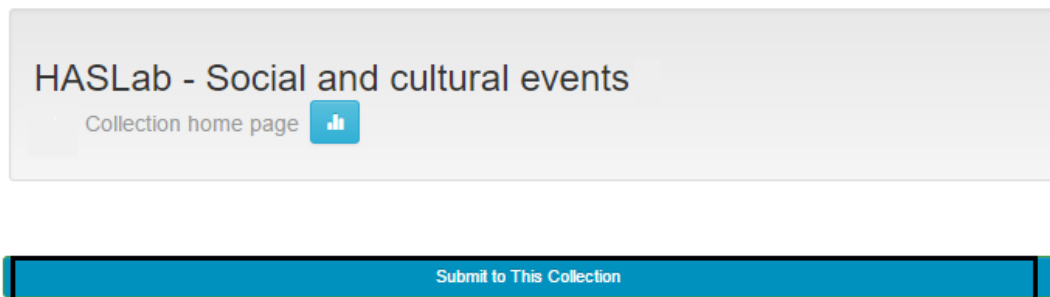 HASLab - Social and cultural events
Collection home page
Submit to This Collection